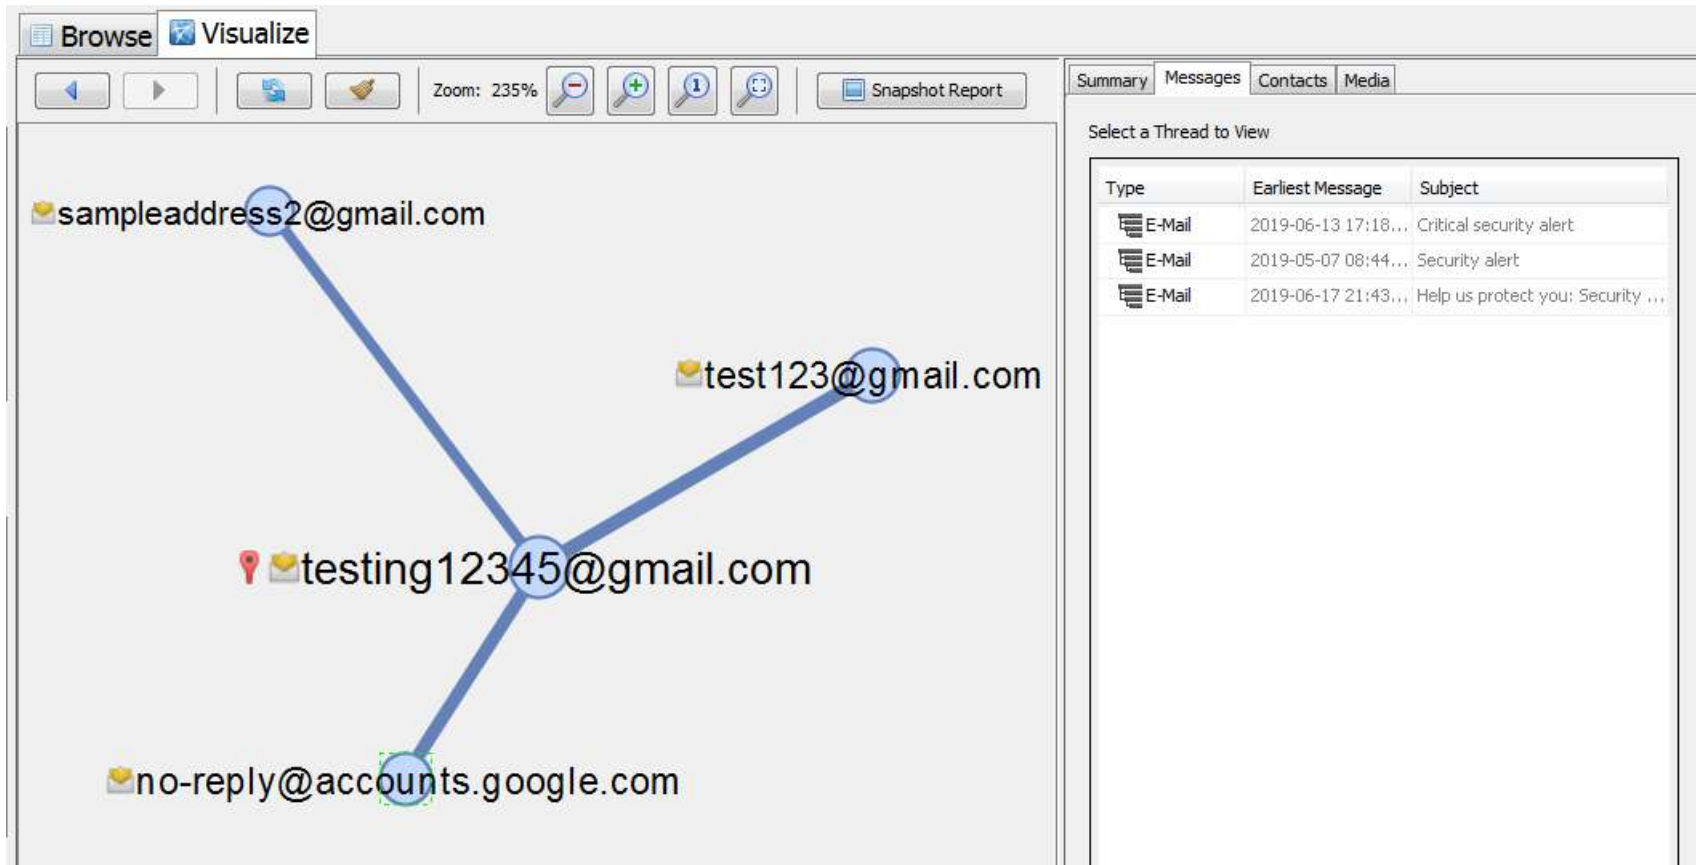 Browse Visualize
Zoom: 235% 1 Snapshot Report
Summary Messages Contacts Media
Select a Thread to View
Type Earliest Message Subject
E-Mail 2019-06-13 17:18... Critical security alert
E-Mail 2019-05-07 08:44... Security alert
E-Mail 2019-06-17 21:43... Help us protect you: Security ...
sampleaddress2@gmail.com
test123@gmail.com
testing12345@gmail.com
no-reply@accounts.google.com